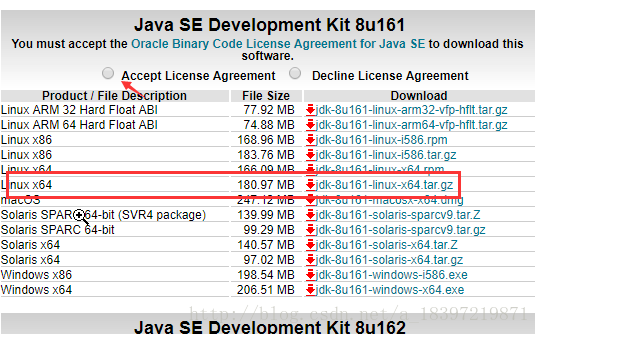 Java SE Development Kit 8u161
You must accept the Oracle Binary Code License Agreement for Java SE to download this
software.
Accept License Agreement Decline License Agreement
Product / File Description File Size Download
Linux ARM 32 Hard Float ABI 77.92 MB jdk-8u161-linux-arm32-vfp-hflt.tar.gz
Linux ARM 64 Hard Float ABI 74.88 MB jdk-8u161-linux-arm64-vfp-hflt.tar.gz
Linux x86 168.96 MB jdk-8u161-linux-i586.rpm
Linux x86 183.76 MB jdk-8u161-linux-i586.tar.gz
Linux x64 166.09 MB jdk-8u161-linux-x64.rpm
Linux x64 180.97 MB jdk-8u161-linux-x64.tar.gz
macOS 247.12 MB jdk-8u161-macosx-x64.dmg
Solaris SPARC 64-bit (SVR4 package) 139.99 MB jdk-8u161-solaris-sparcv9.tar.Z
Solaris SPARC 64-bit 99.29 MB jdk-8u161-solaris-sparcv9.tar.gz
Solaris x64 140.57 MB jdk-8u161-solaris-x64.tar.Z
Solaris x64 97.02 MB jdk-8u161-solaris-x64.tar.gz
Windows x86 198.54 MB jdk-8u161-windows-i586.exe
Windows x64 206.51 MB jdk-8u161-windows-x64.exe
http://blog.csdn.net/a_18397219871
Java SE Development Kit 8u162